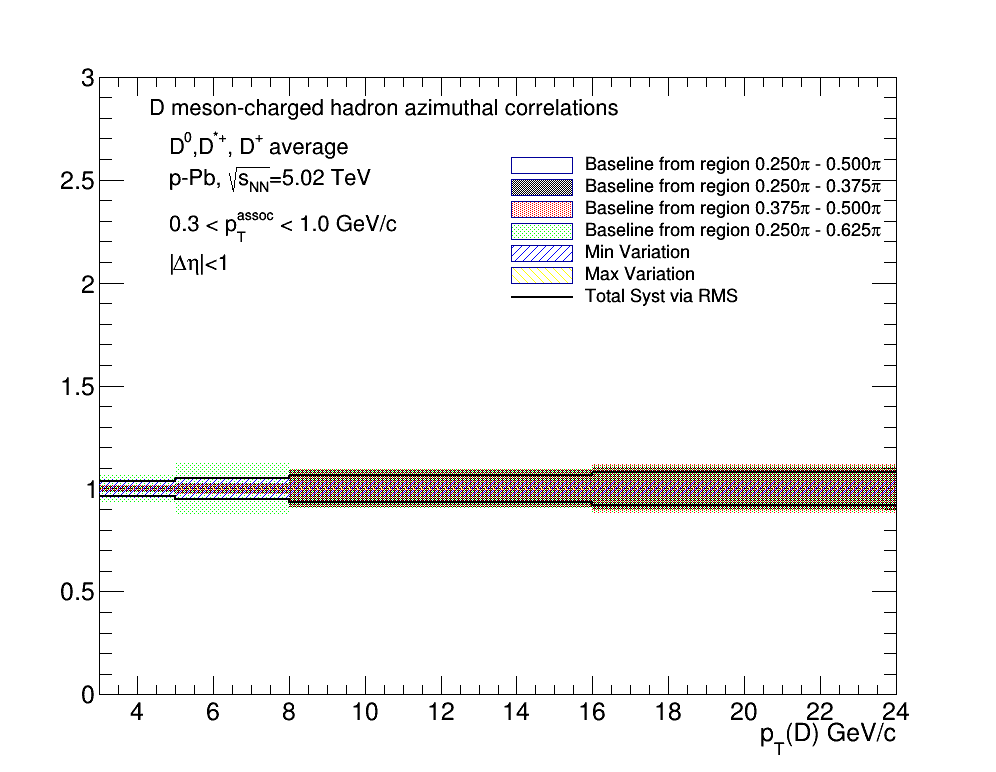 D meson-charged hadron azimuthal correlations
D⁰,D*⁺, D⁺ average
p-Pb, √sNN=5.02 TeV
0.3 < pTassoc < 1.0 GeV/c
|Δη|<1
Baseline from region 0.250π - 0.500π
Baseline from region 0.250π - 0.375π
Baseline from region 0.375π - 0.500π
Baseline from region 0.250π - 0.625π
Min Variation
Max Variation
Total Syst via RMS
3
2.5
2
1.5
1
0.5
0
4 6 8 10 12 14 16 18 20 22 24
pT(D) GeV/c